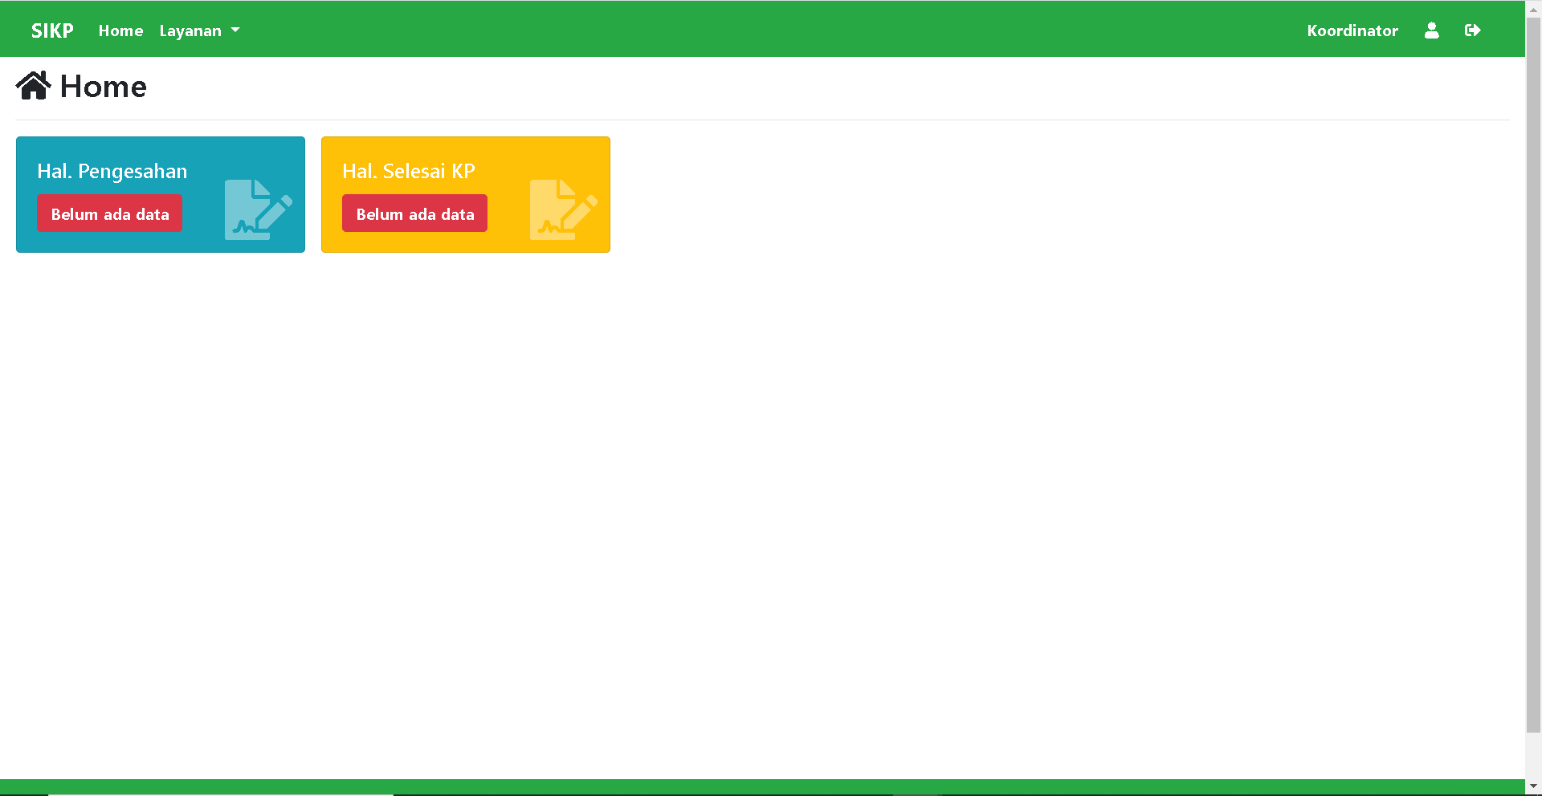 SIKP Home Layanan Koordinator
Home
Hal. Pengesahan
Belum ada data
Hal. Selesai KP
Belum ada data